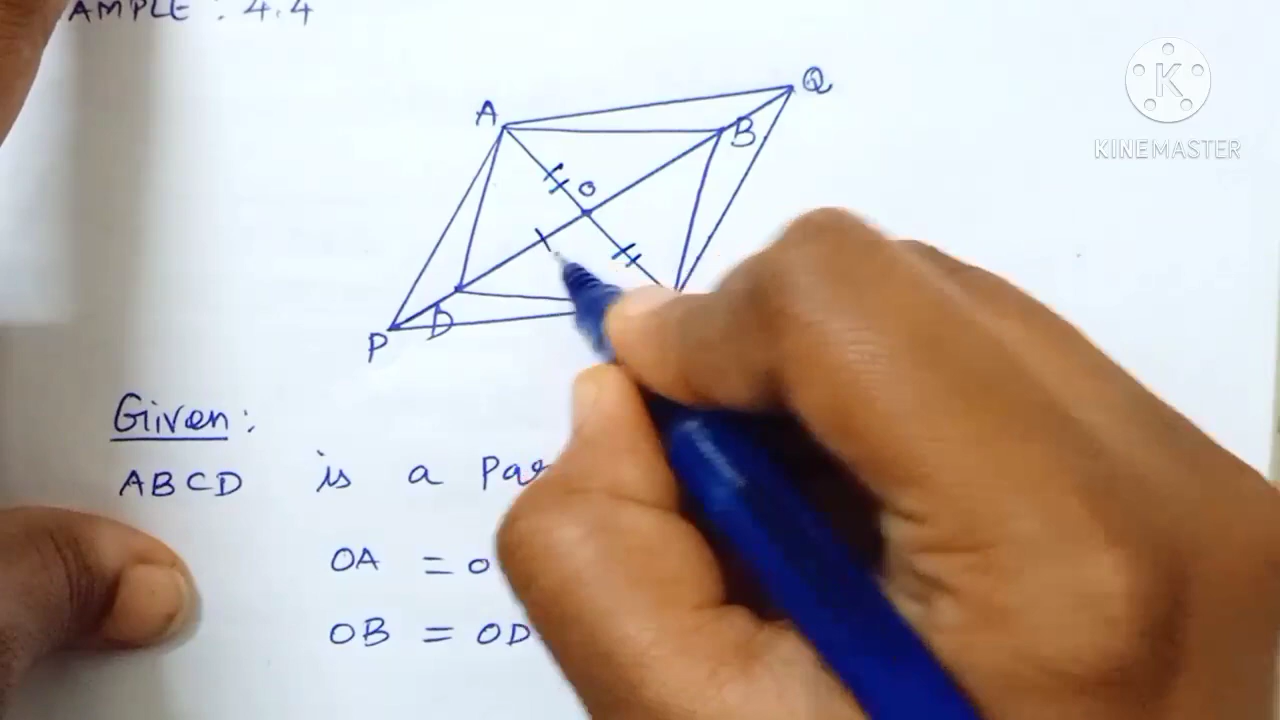 AMPLE : 4.4
Q
A
B
O
D
P
K
KINEMASTER
Given:
ABCD is a Par
OA = O
OB = OD